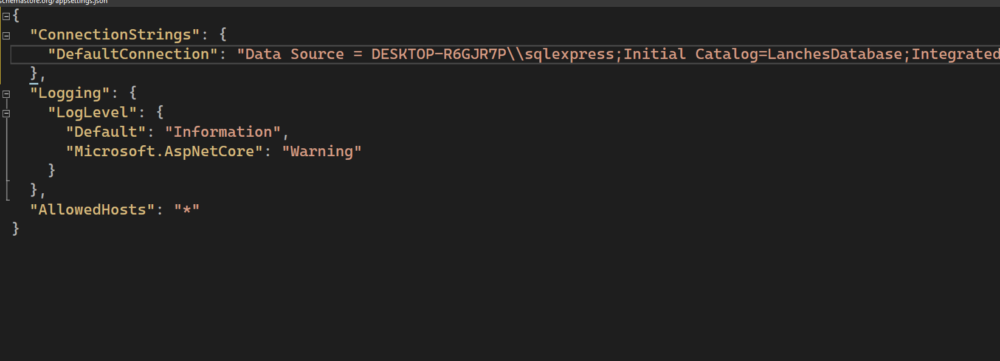 schemastore.org/appsettings.json
{
"ConnectionStrings": {
"DefaultConnection": "Data Source = DESKTOP-R6GJR7P\\sqlexpress;Initial Catalog=LanchesDatabase;Integrated
},
"Logging": {
"LogLevel": {
"Default": "Information",
"Microsoft.AspNetCore": "Warning"
}
},
"AllowedHosts": "*"
}